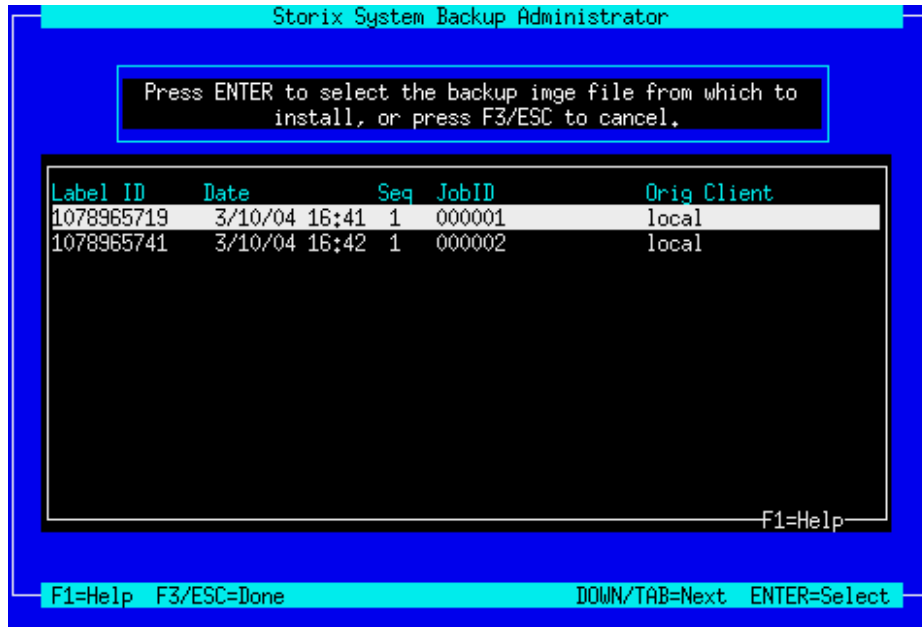 Storix System Backup Administrator
Press ENTER to select the backup imge file from which to
install, or press F3/ESC to cancel.
Label ID Date Seq JobID Orig Client
1078965719 3/10/04 16:41 1 000001 local
1078965741 3/10/04 16:42 1 000002 local
F1=Help
F1=Help F3/ESC=Done DOWN/TAB=Next ENTER=Select